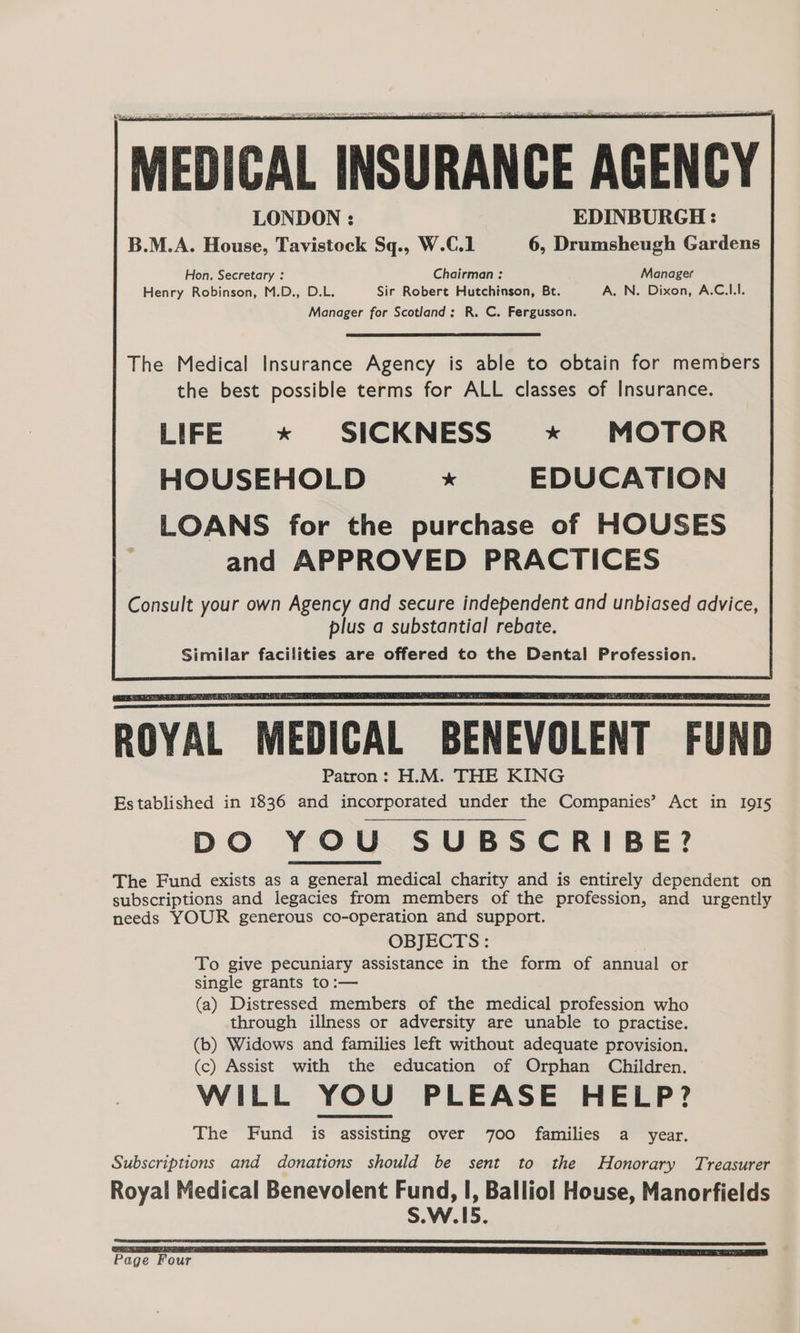 MEDICAL INSURANCE AGENCY
LONDON : EDINBURGH :
B.M.A. House, Tavistock Sq., W.C.1 6, Drumsheugh Gardens
Hon. Secretary : Chairman : Manager
Henry Robinson, M.D., D.L. Sir Robert Hutchinson, Bt. A. N. Dixon, A.C.I.I.
Manager for Scotland : R. C. Fergusson.
The Medical Insurance Agency is able to obtain for members
the best possible terms for ALL classes of Insurance.
LIFE * SICKNESS * MOTOR
HOUSEHOLD * EDUCATION
LOANS for the purchase of HOUSES
and APPROVED PRACTICES
Consult your own Agency and secure independent and unbiased advice,
plus a substantial rebate.
Similar facilities are offered to the Dental Profession.
ROYAL MEDICAL BENEVOLENT FUND
Patron : H.M. THE KING
Established in 1836 and incorporated under the Companies' Act in 1915
DO YOU SUBSCRIBE?
The Fund exists as a general medical charity and is entirely dependent on
subscriptions and legacies from members of the profession, and urgently
needs YOUR generous co-operation and support.
OBJECTS :
To give pecuniary assistance in the form of annual or
single grants to :—
(a) Distressed members of the medical profession who
through illness or adversity are unable to practise.
(b) Widows and families left without adequate provision.
(c) Assist with the education of Orphan Children.
WILL YOU PLEASE HELP?
The Fund is assisting over 700 families a year.
Subscriptions and donations should be sent to the Honorary Treasurer
Royal Medical Benevolent Fund, 1, Balliol House, Manorfields
S.W.15.
Page Four